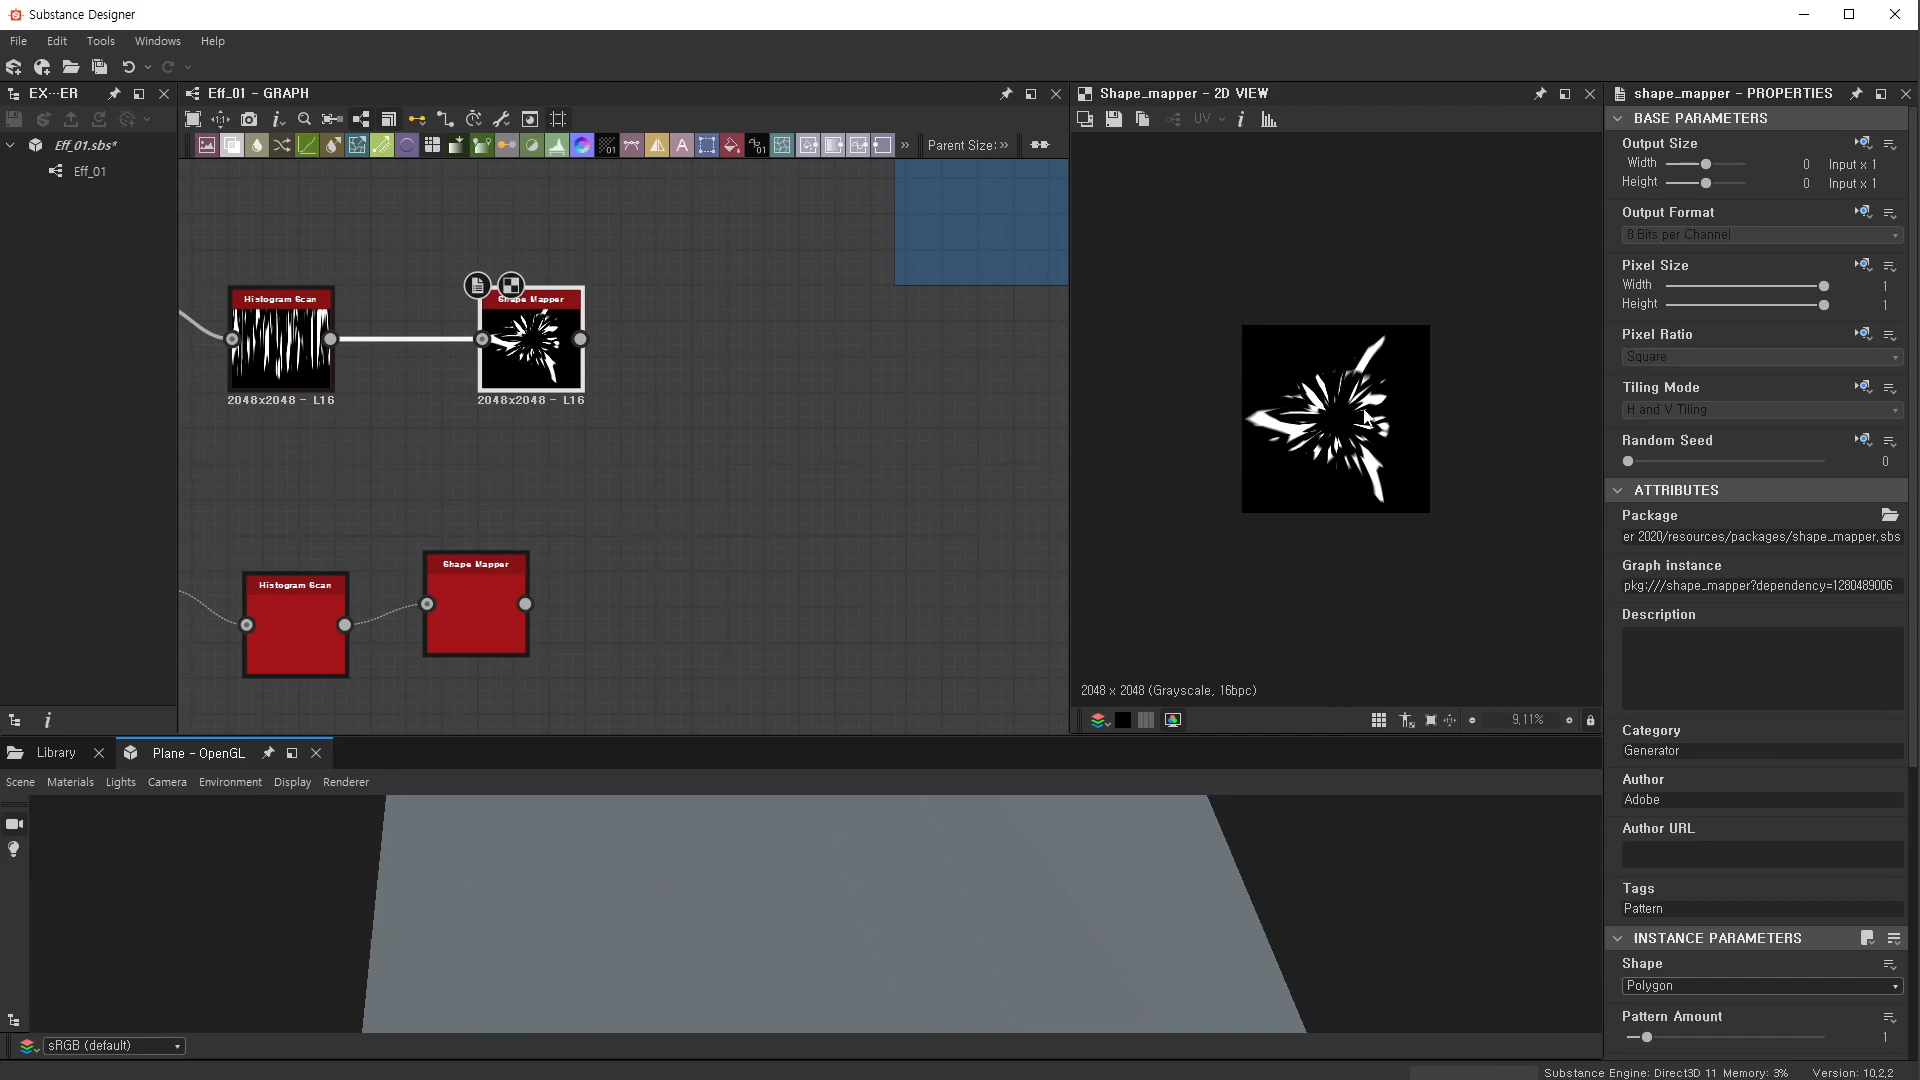 Substance Designer
File Edit Tools Windows Help
EX···ER
Eff_01 - GRAPH
Shape_mapper - 2D VIEW
shape_mapper - PROPERTIES
UV
Parent Size:
Eff_01.sbs*
Eff_01
Histogram Scan
2048x2048 - L16
Shape Mapper
2048x2048 - L16
Histogram Scan
Shape Mapper
2048 x 2048 (Grayscale, 16bpc)
9,11%
BASE PARAMETERS
Output Size
Width 0 Input x 1
Height 0 Input x 1
Output Format
8 Bits per Channel
Pixel Size
Width 1
Height 1
Pixel Ratio
Square
Tiling Mode
H and V Tiling
Random Seed
0
ATTRIBUTES
Package
er 2020/resources/packages/shape_mapper,sbs
Graph instance
pkg:///shape_mapper?dependency=1280489006
Description
Category
Generator
Author
Adobe
Author URL
Tags
Pattern
INSTANCE PARAMETERS
Shape
Polygon
Pattern Amount
1
Library
Plane - OpenGL
Scene Materials Lights Camera Environment Display Renderer
sRGB (default)
Substance Engine: Direct3D 11 Memory: 3% Version: 10,2,2